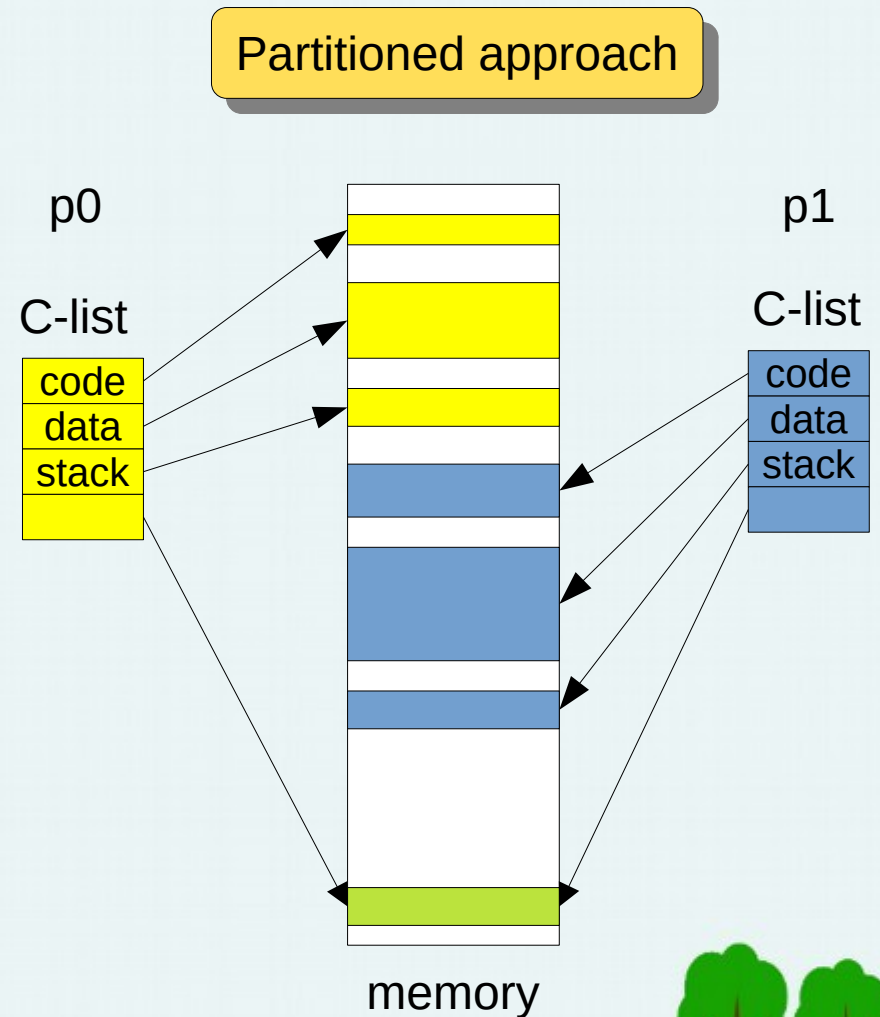 Partitioned approach
p0
p1
C-list
C-list
code
data
stack
code
data
stack
memory